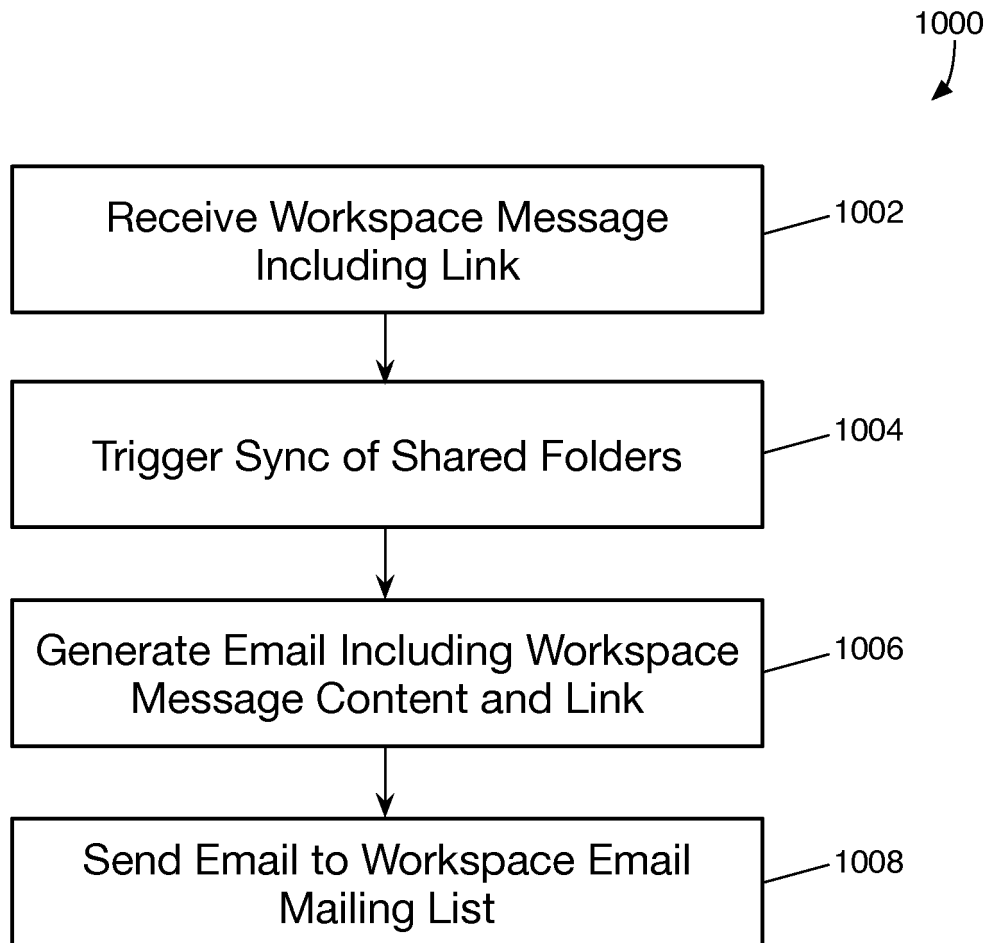 1000
Receive Workspace Message
Including Link
1002
Trigger Sync of Shared Folders
1004
Generate Email Including Workspace
Message Content and Link
1006
Send Email to Workspace Email
Mailing List
1008